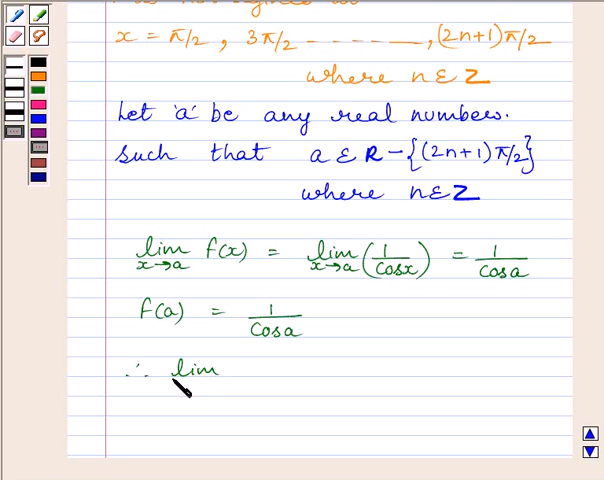 x = π/2 , 3π/2 ----------, (2n+1)π/2
where n ε Z
Let 'a' be any real numbers.
such that a ε R - {(2n+1)π/2}
where n ε Z
lim x→a f(x) = lim x→a (1/Cosx) = 1/Cosa
f(a) = 1/Cosa
∴ lim